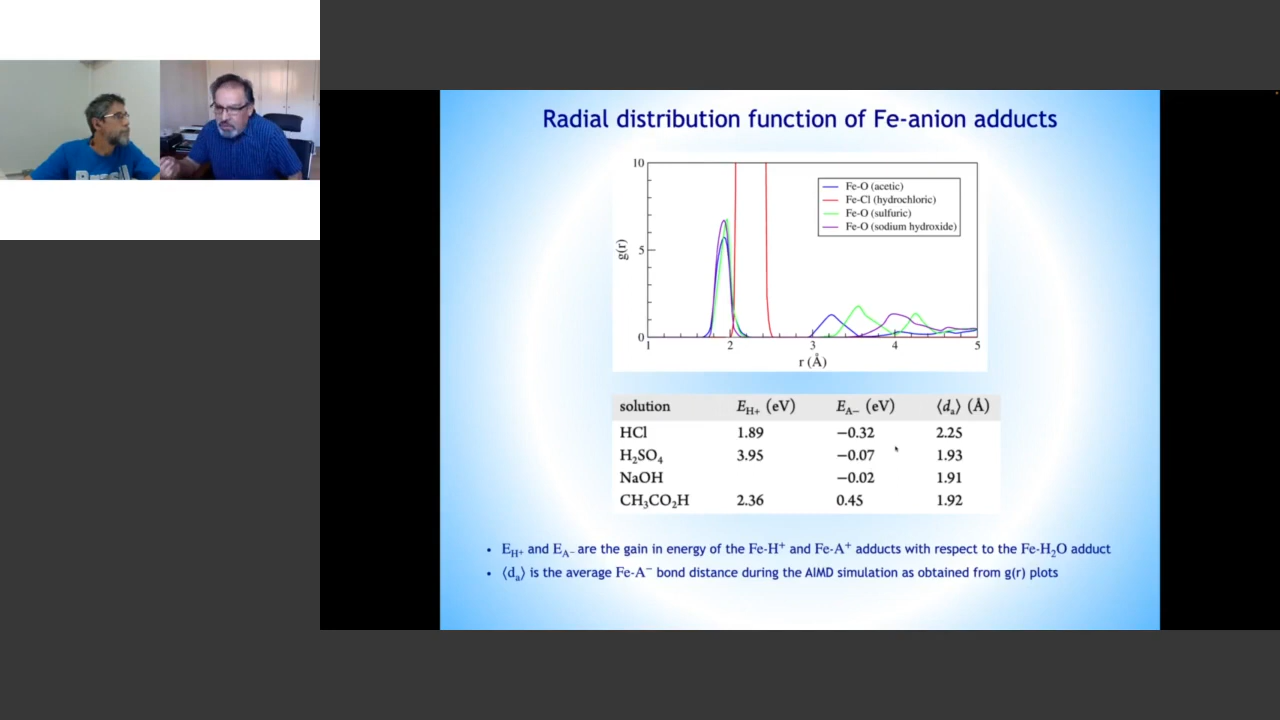 Radial distribution function of Fe-anion adducts
10
5
0
g(r)
Fe-O (acetic)
Fe-Cl (hydrochloric)
Fe-O (sulfuric)
Fe-O (sodium hydroxide)
1 2 3 4 5
r (Å)
solution E_H+ (eV) E_A− (eV) ⟨d_a⟩ (Å)
HCl 1.89 −0.32 2.25
H₂SO₄ 3.95 −0.07 1.93
NaOH −0.02 1.91
CH₃CO₂H 2.36 0.45 1.92
• E_H+ and E_A− are the gain in energy of the Fe-H⁺ and Fe-A⁺ adducts with respect to the Fe-H₂O adduct
• ⟨d_a⟩ is the average Fe-A⁻ bond distance during the AIMD simulation as obtained from g(r) plots